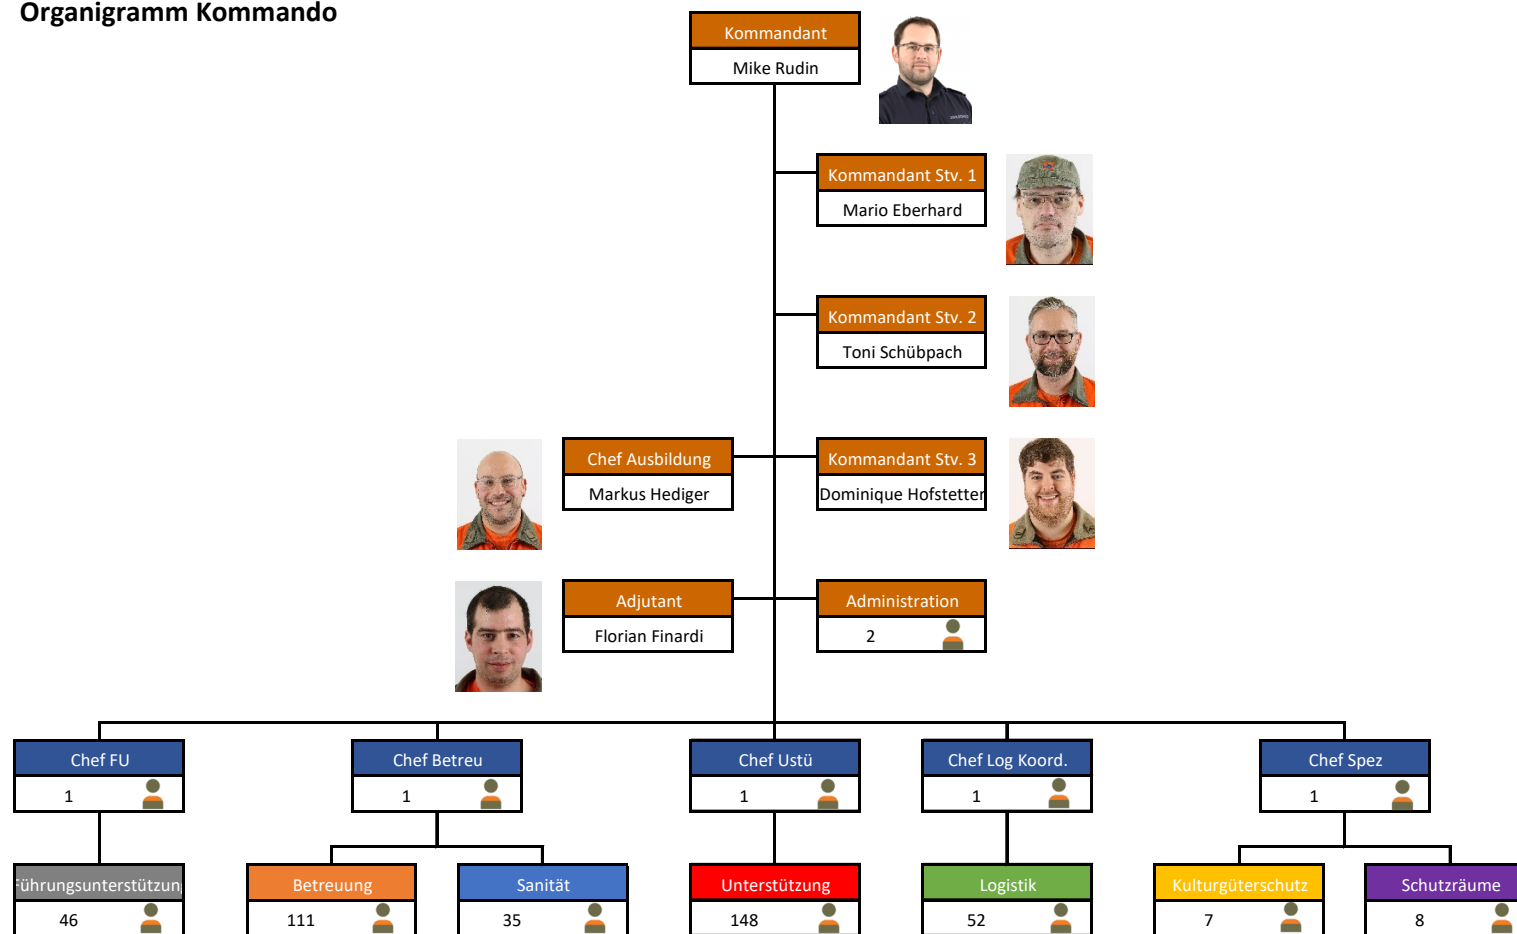 Organigramm Kommando
Kommandant
Mike Rudin
Kommandant Stv. 1
Mario Eberhard
Kommandant Stv. 2
Toni Schübpach
Chef Ausbildung
Markus Hediger
Kommandant Stv. 3
Dominique Hofstetter
Adjutant
Florian Finardi
Administration
2
Chef FU
1
Chef Betreu
1
Chef Ustü
1
Chef Log Koord.
1
Chef Spez
1
Führungsunterstützung
46
Betreuung
111
Sanität
35
Unterstützung
148
Logistik
52
Kulturgüterschutz
7
Schutzräume
8